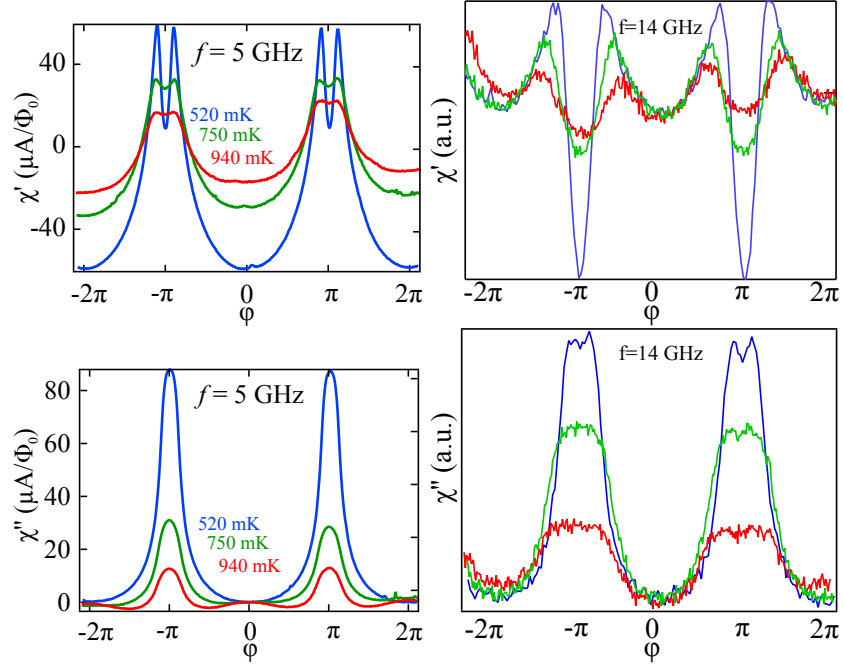 χ' (μA/Φ₀)
40
0
-40
f = 5 GHz
520 mK
750 mK
940 mK
-2π
-π
0
π
2π
φ
χ' (a.u.)
f=14 GHz
-2π
-π
0
π
2π
φ
χ'' (μA/Φ₀)
80
60
40
20
0
f = 5 GHz
520 mK
750 mK
940 mK
-2π
-π
0
π
2π
φ
χ'' (a.u.)
f=14 GHz
-2π
-π
0
π
2π
φ